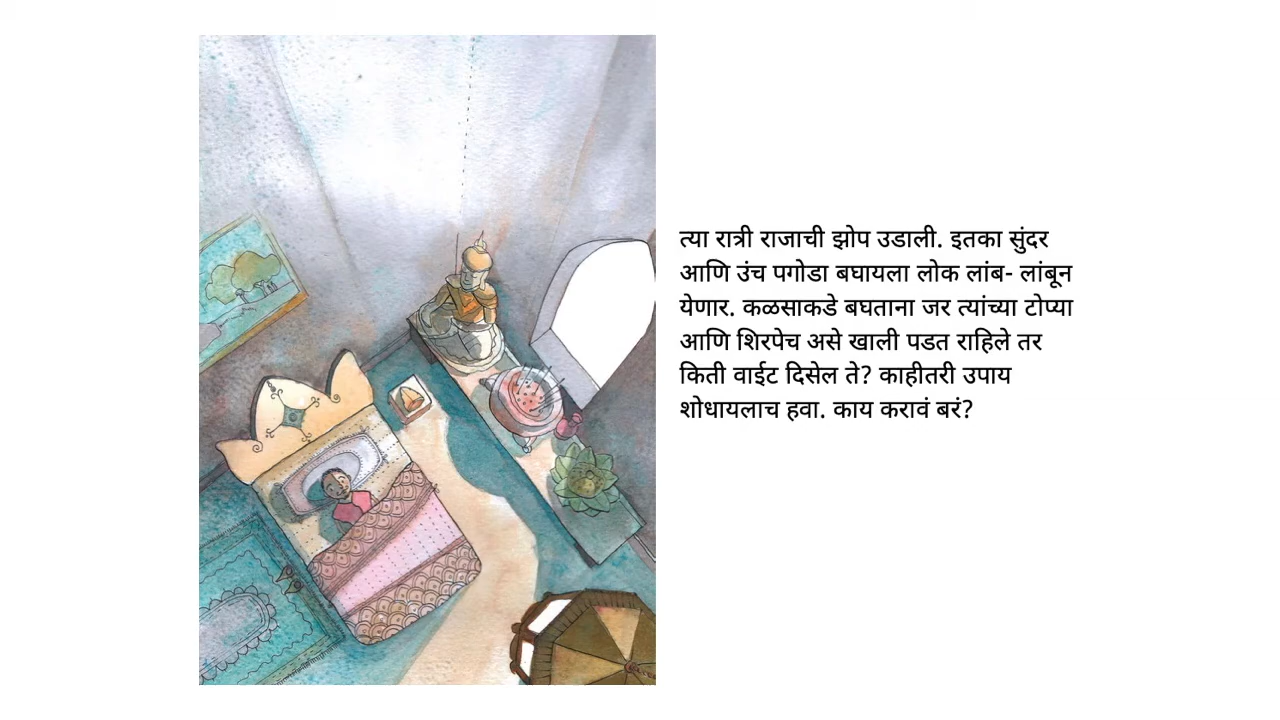 त्या रात्री राजाची झोप उडाली. इतका सुंदर
आणि उंच पगोडा बघायला लोक लांब- लांबून
येणार. कळसाकडे बघताना जर त्यांच्या टोप्या
आणि शिरपेच असे खाली पडत राहिले तर
किती वाईट दिसेल ते? काहीतरी उपाय
शोधायलाच हवा. काय करावं बरं?